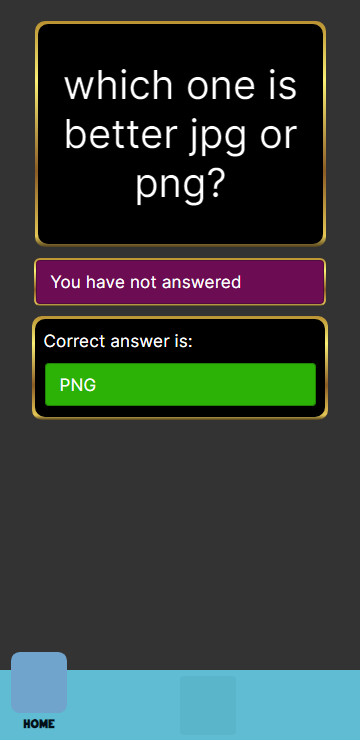 which one is
better jpg or
png?
You have not answered
Correct answer is:
PNG
HOME